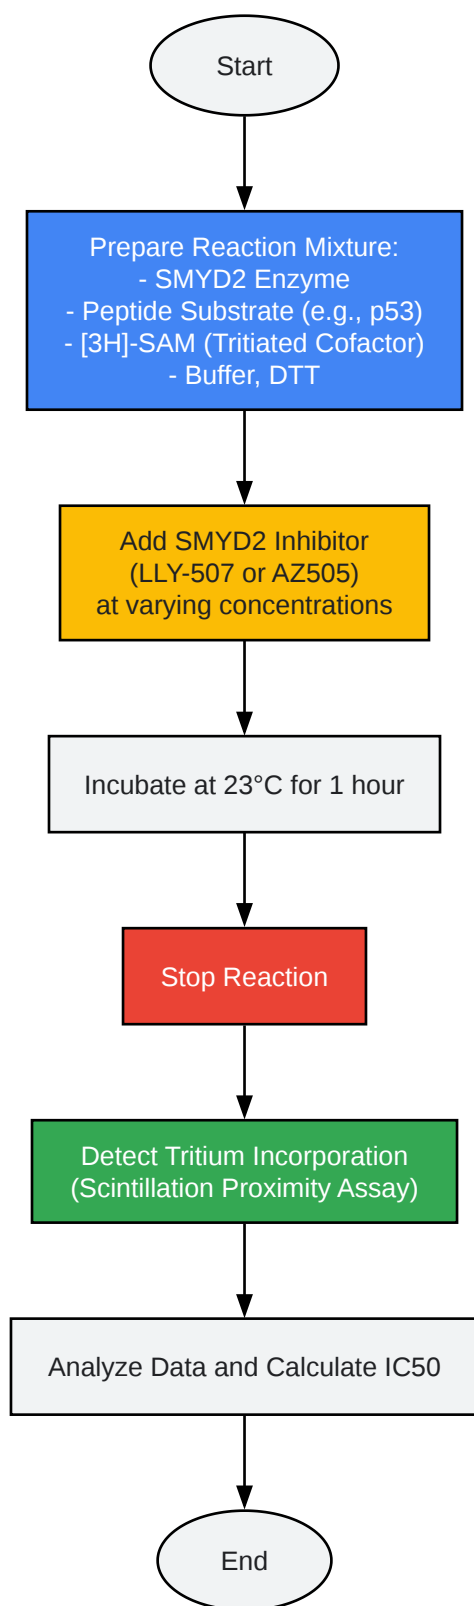 Start
Prepare Reaction Mixture:
- SMYD2 Enzyme
- Peptide Substrate (e.g., p53)
- [3H]-SAM (Tritiated Cofactor)
- Buffer, DTT
Add SMYD2 Inhibitor
(LLY-507 or AZ505)
at varying concentrations
Incubate at 23°C for 1 hour
Stop Reaction
Detect Tritium Incorporation
(Scintillation Proximity Assay)
Analyze Data and Calculate IC50
End